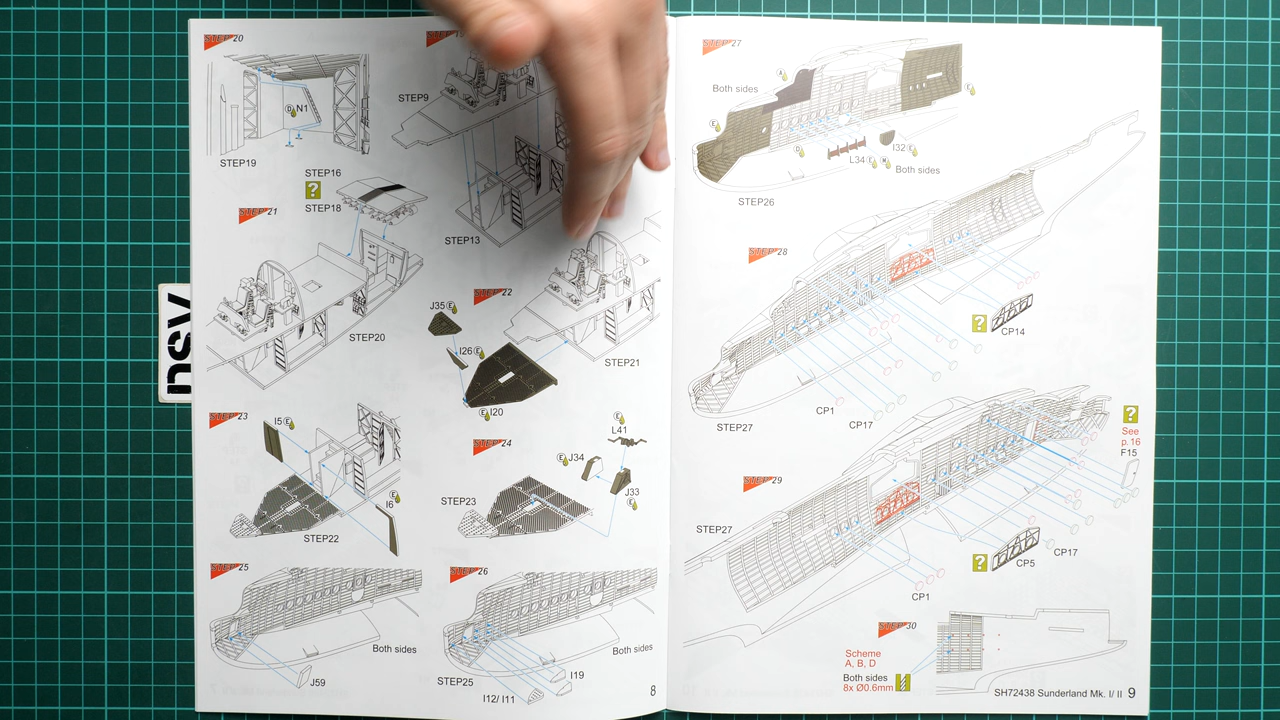 STEP 20
N1
D
STEP19
STEP9
STEP16
?
STEP18
STEP 21
STEP13
STEP20
STEP 22
J35 E
I26 E
E I20
STEP21
STEP 23
I5 E
I6
E
STEP22
STEP 24
E
L41
E J34
J33
E
STEP23
STEP 25
Both sides
J59
STEP 26
Both sides
STEP25
I19
I12/ I11
8
nsv
STEP 27
Both sides
A
E
E
D
L34 E M
I32 E
Both sides
STEP26
STEP 28
?
CP14
CP1
CP17
STEP27
STEP 29
?
See
p.16
F15
STEP27
?
CP5
CP17
CP1
STEP 30
Scheme
A, B, D
Both sides
8x Ø0.6mm
SH72438 Sunderland Mk. I/ II 9